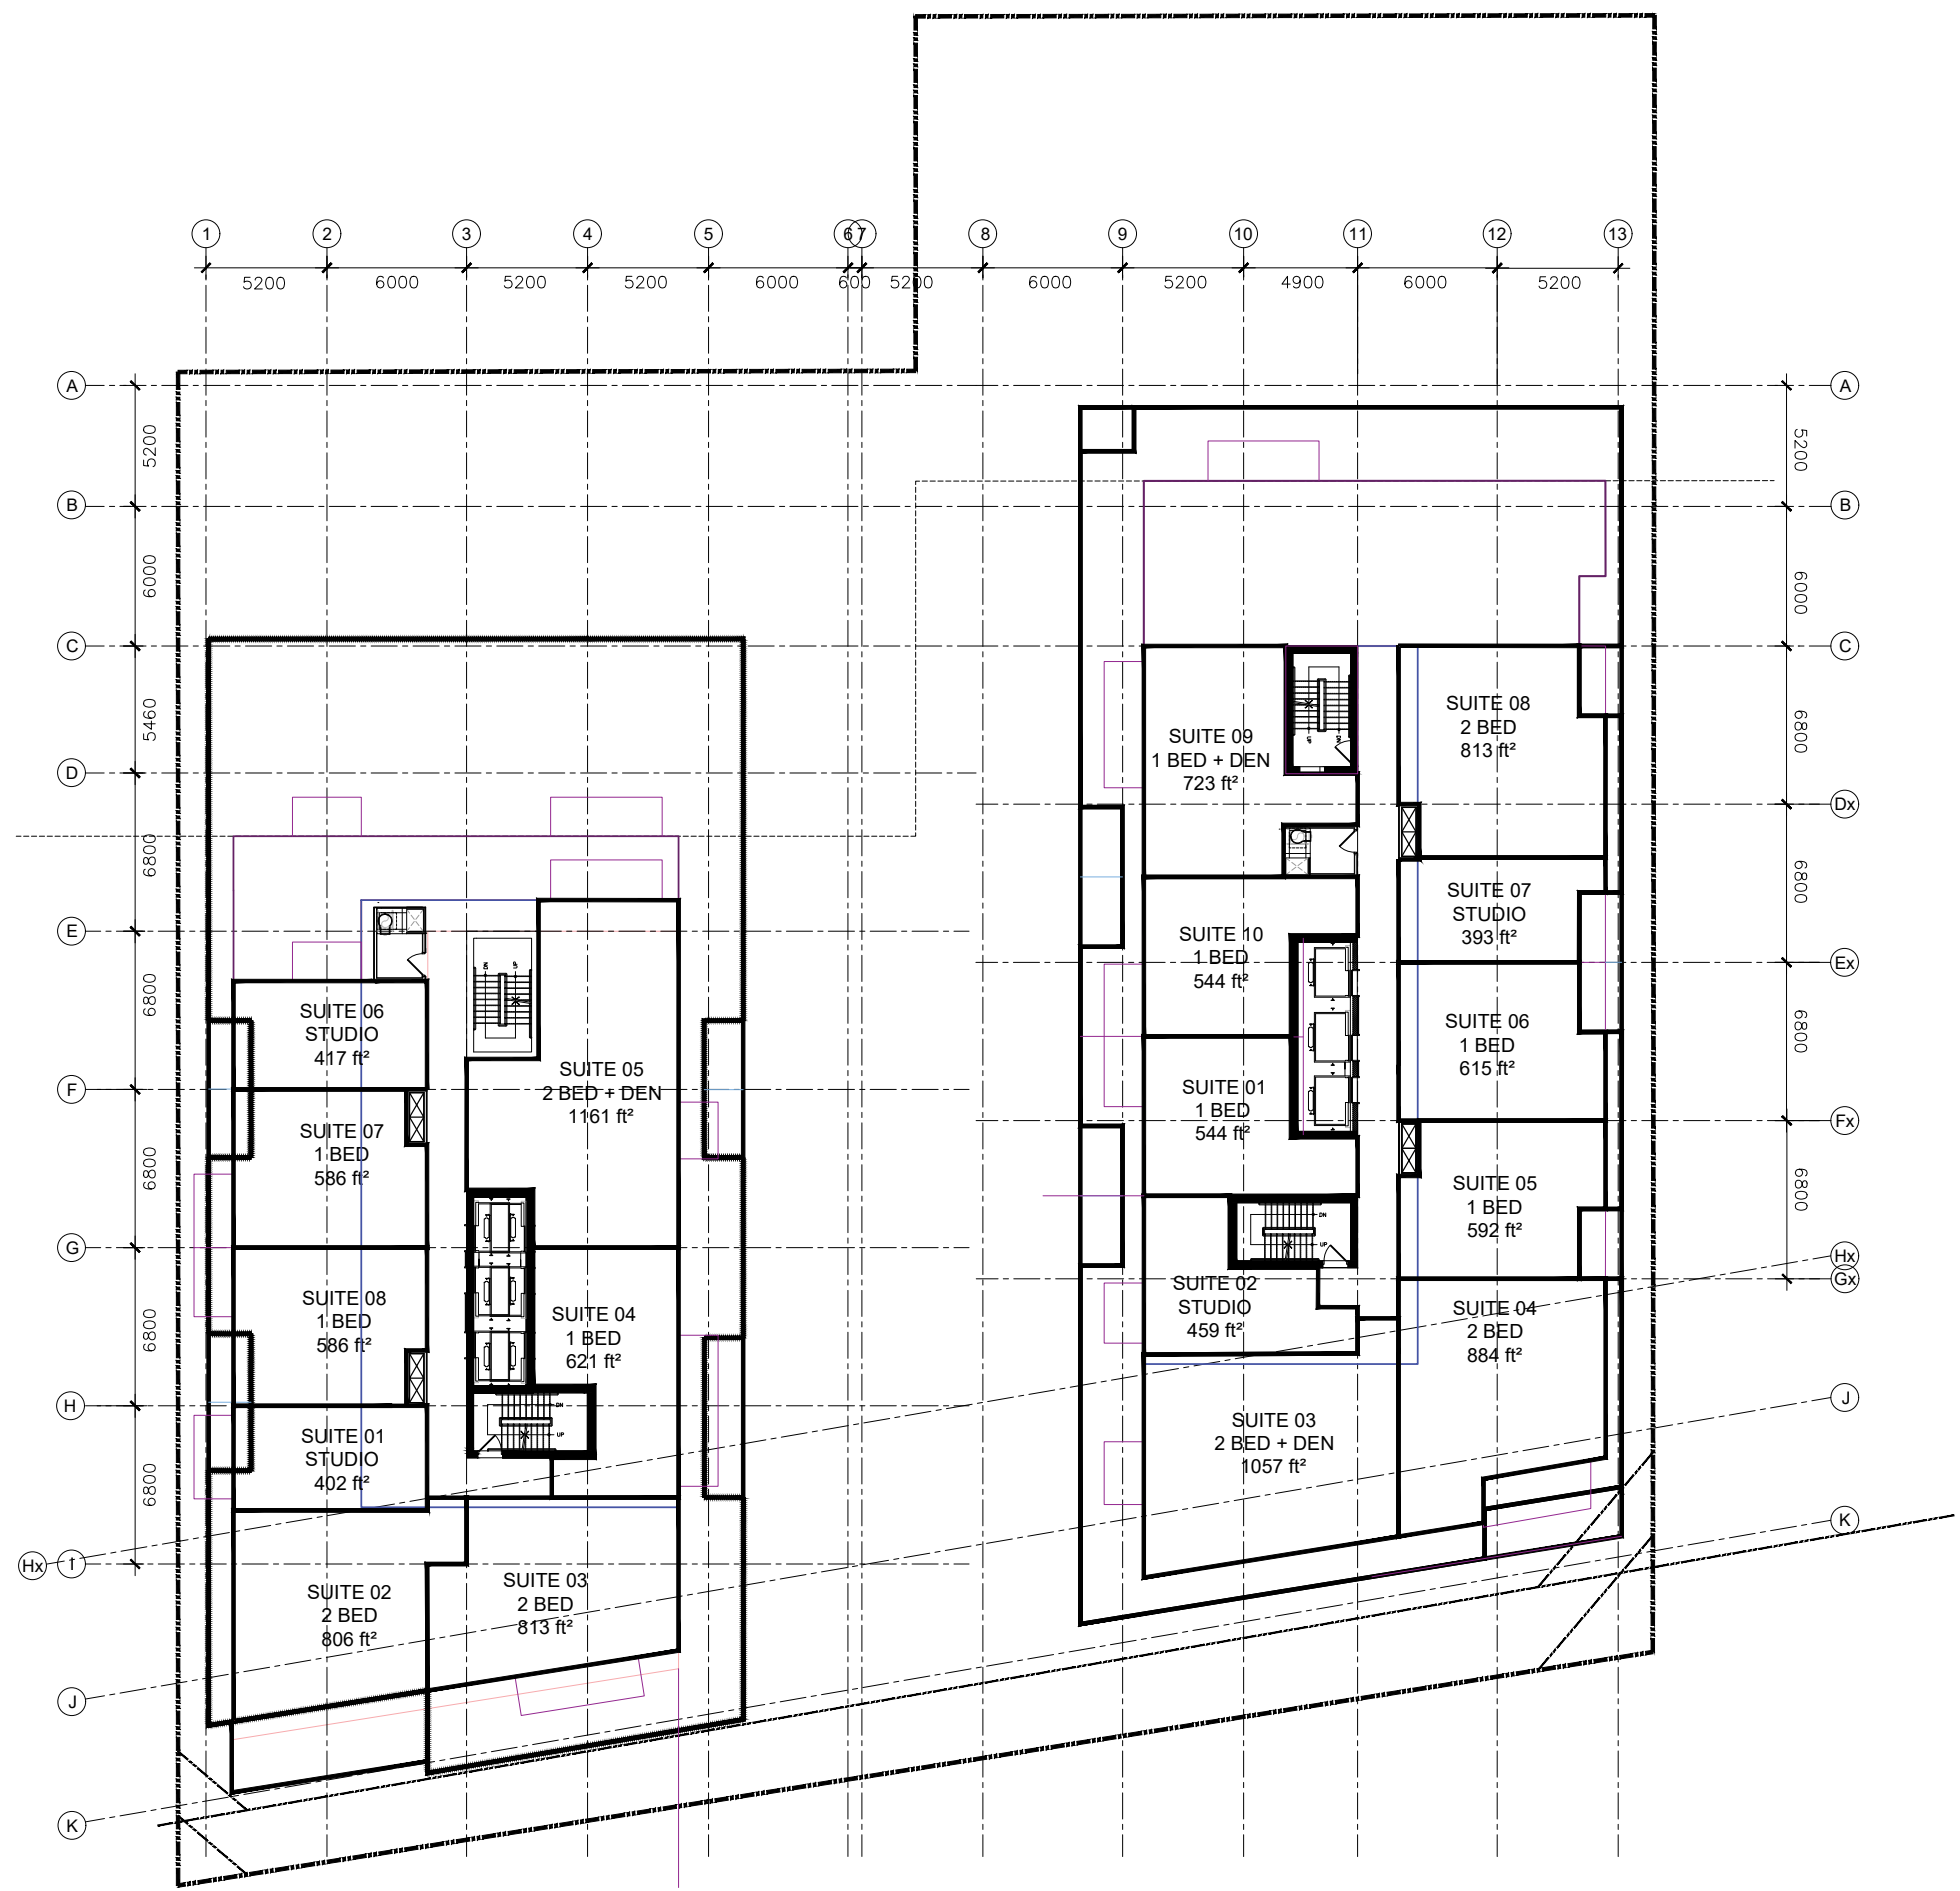 1 2 3 4 5 6 7 8 9 10 11 12 13
5200 6000 5200 5200 6000 600 5200 6000 5200 4900 6000 5200
A
A
5200
5200
B
B
6000
6000
C
C
5460
6800
D
Dx
6800
6800
E
Ex
6800
6800
F
Fx
6800
6800
G
Hx
Gx
6800
H
J
6800
K
Hx I
J
K
SUITE 06
STUDIO
417 ft²
SUITE 07
1 BED
586 ft²
SUITE 08
1 BED
586 ft²
SUITE 01
STUDIO
402 ft²
SUITE 02
2 BED
806 ft²
SUITE 03
2 BED
813 ft²
SUITE 04
1 BED
621 ft²
SUITE 05
2 BED + DEN
1161 ft²
DN UP
DN
UP
SUITE 09
1 BED + DEN
723 ft²
SUITE 10
1 BED
544 ft²
SUITE 01
1 BED
544 ft²
SUITE 02
STUDIO
459 ft²
SUITE 03
2 BED + DEN
1057 ft²
SUITE 08
2 BED
813 ft²
SUITE 07
STUDIO
393 ft²
SUITE 06
1 BED
615 ft²
SUITE 05
1 BED
592 ft²
SUITE 04
2 BED
884 ft²
UP DN
DN
UP